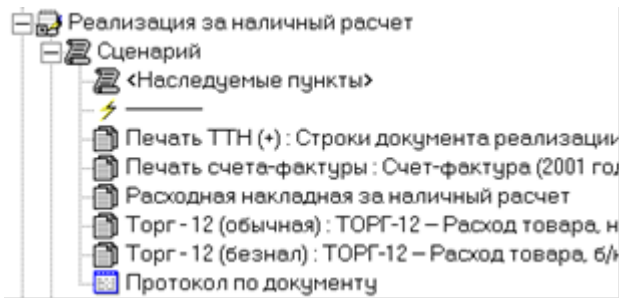 Реализация за наличный расчет
Сценарий
<Наследуемые пункты>
Печать ТТН (+) : Строки документа реализации
Печать счета-фактуры : Счет-фактура (2001 год
Расходная накладная за наличный расчет
Торг - 12 (обычная) : ТОРГ-12 – Расход товара, н
Торг - 12 (безнал) : ТОРГ-12 – Расход товара, б/н
Протокол по документу